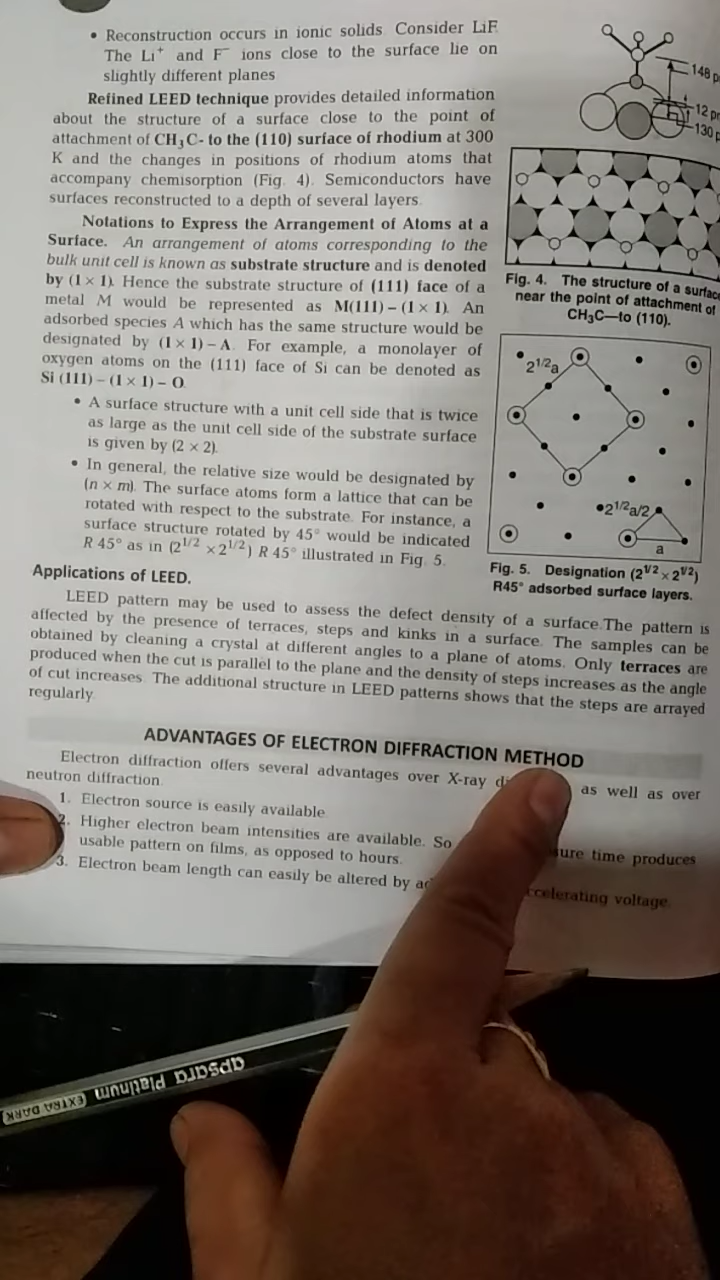 • Reconstruction occurs in ionic solids. Consider LiF.
The Li⁺ and F⁻ ions close to the surface lie on
slightly different planes
Refined LEED technique provides detailed information
about the structure of a surface close to the point of
attachment of CH₃C- to the (110) surface of rhodium at 300
K and the changes in positions of rhodium atoms that
accompany chemisorption (Fig. 4). Semiconductors have
surfaces reconstructed to a depth of several layers.
Notations to Express the Arrangement of Atoms at a
Surface. An arrangement of atoms corresponding to the
bulk unit cell is known as substrate structure and is denoted
by (1 × 1). Hence the substrate structure of (111) face of a
metal M would be represented as M(111) – (1 × 1). An
adsorbed species A which has the same structure would be
designated by (1 × 1) – A. For example, a monolayer of
oxygen atoms on the (111) face of Si can be denoted as
Si (111) – (1 × 1) – O.
• A surface structure with a unit cell side that is twice
as large as the unit cell side of the substrate surface
is given by (2 × 2).
• In general, the relative size would be designated by
(n × m). The surface atoms form a lattice that can be
rotated with respect to the substrate. For instance, a
surface structure rotated by 45° would be indicated
R 45° as in (2^1/2 × 2^1/2) R 45° illustrated in Fig. 5.
148 p
12 pr
130 p
Fig. 4. The structure of a surface
near the point of attachment of
CH₃C—to (110).
2^1/2a
2^1/2a/2
a
Fig. 5. Designation (2^1/2 × 2^1/2)
R45° adsorbed surface layers.
Applications of LEED.
LEED pattern may be used to assess the defect density of a surface. The pattern is
affected by the presence of terraces, steps and kinks in a surface. The samples can be
obtained by cleaning a crystal at different angles to a plane of atoms. Only terraces are
produced when the cut is parallel to the plane and the density of steps increases as the angle
of cut increases. The additional structure in LEED patterns shows that the steps are arrayed
regularly.
ADVANTAGES OF ELECTRON DIFFRACTION METHOD
Electron diffraction offers several advantages over X-ray as well as over
neutron diffraction.
1. Electron source is easily available.
2. Higher electron beam intensities are available. So sure time produces
usable pattern on films, as opposed to hours.
3. Electron beam length can easily be altered by ccelerating voltage.
apsara Platinum EXTRA DARK